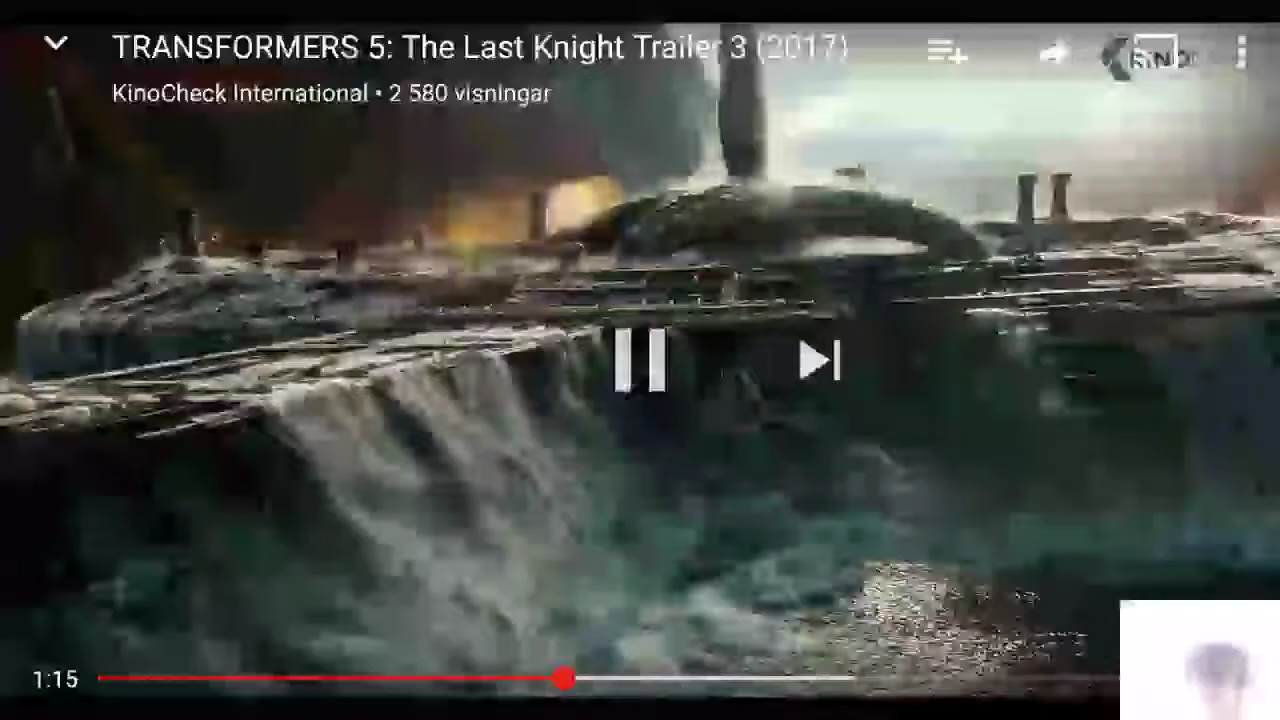 TRANSFORMERS 5: The Last Knight Trailer 3 (2017)
KinoCheck International • 2 580 visningar
1:15